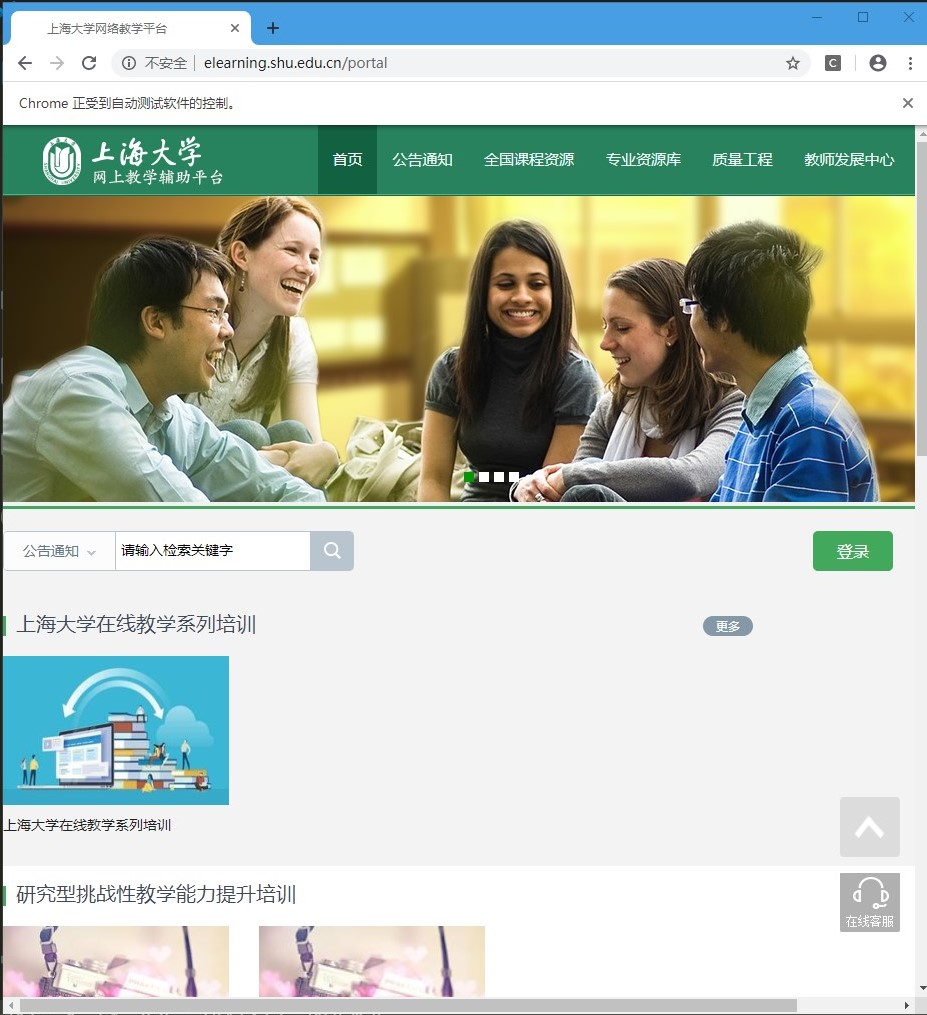 上海大学网络教学平台
不安全
elearning.shu.edu.cn/portal
C
Chrome 正受到自动测试软件的控制。
上海大学
网上教学辅助平台
首页
公告通知
全国课程资源
专业资源库
质量工程
教师发展中心
公告通知
请输入检索关键字
登录
上海大学在线教学系列培训
更多
上海大学在线教学系列培训
在线客服
研究型挑战性教学能力提升培训